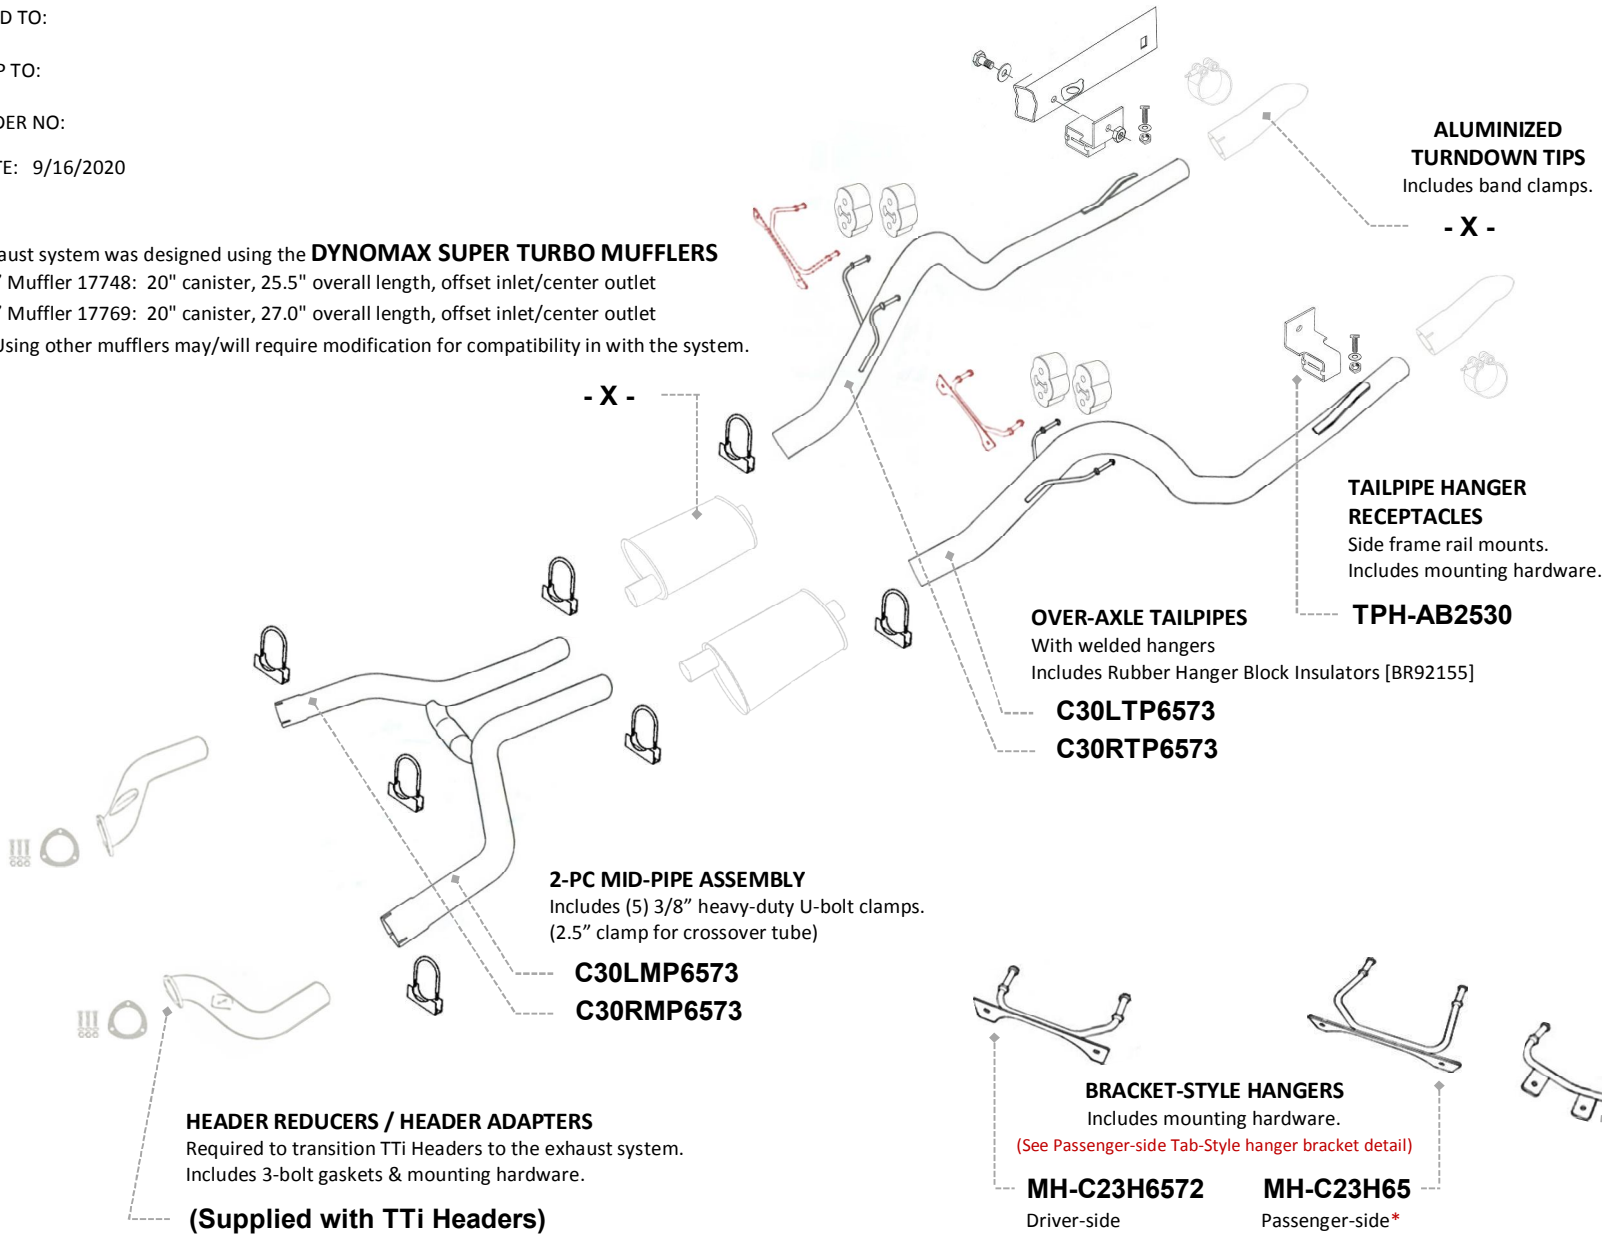 D TO:
P TO:
DER NO:
TE: 9/16/2020
aust system was designed using the DYNOMAX SUPER TURBO MUFFLERS
" Muffler 17748: 20" canister, 25.5" overall length, offset inlet/center outlet
" Muffler 17769: 20" canister, 27.0" overall length, offset inlet/center outlet
Using other mufflers may/will require modification for compatibility in with the system.
- X -
ALUMINIZED
TURNDOWN TIPS
Includes band clamps.
- X -
TAILPIPE HANGER
RECEPTACLES
Side frame rail mounts.
Includes mounting hardware.
TPH-AB2530
OVER-AXLE TAILPIPES
With welded hangers
Includes Rubber Hanger Block Insulators [BR92155]
C30LTP6573
C30RTP6573
2-PC MID-PIPE ASSEMBLY
Includes (5) 3/8” heavy-duty U-bolt clamps.
(2.5” clamp for crossover tube)
C30LMP6573
C30RMP6573
HEADER REDUCERS / HEADER ADAPTERS
Required to transition TTi Headers to the exhaust system.
Includes 3-bolt gaskets & mounting hardware.
(Supplied with TTi Headers)
BRACKET-STYLE HANGERS
Includes mounting hardware.
(See Passenger-side Tab-Style hanger bracket detail)
MH-C23H6572 MH-C23H65
Driver-side Passenger-side*